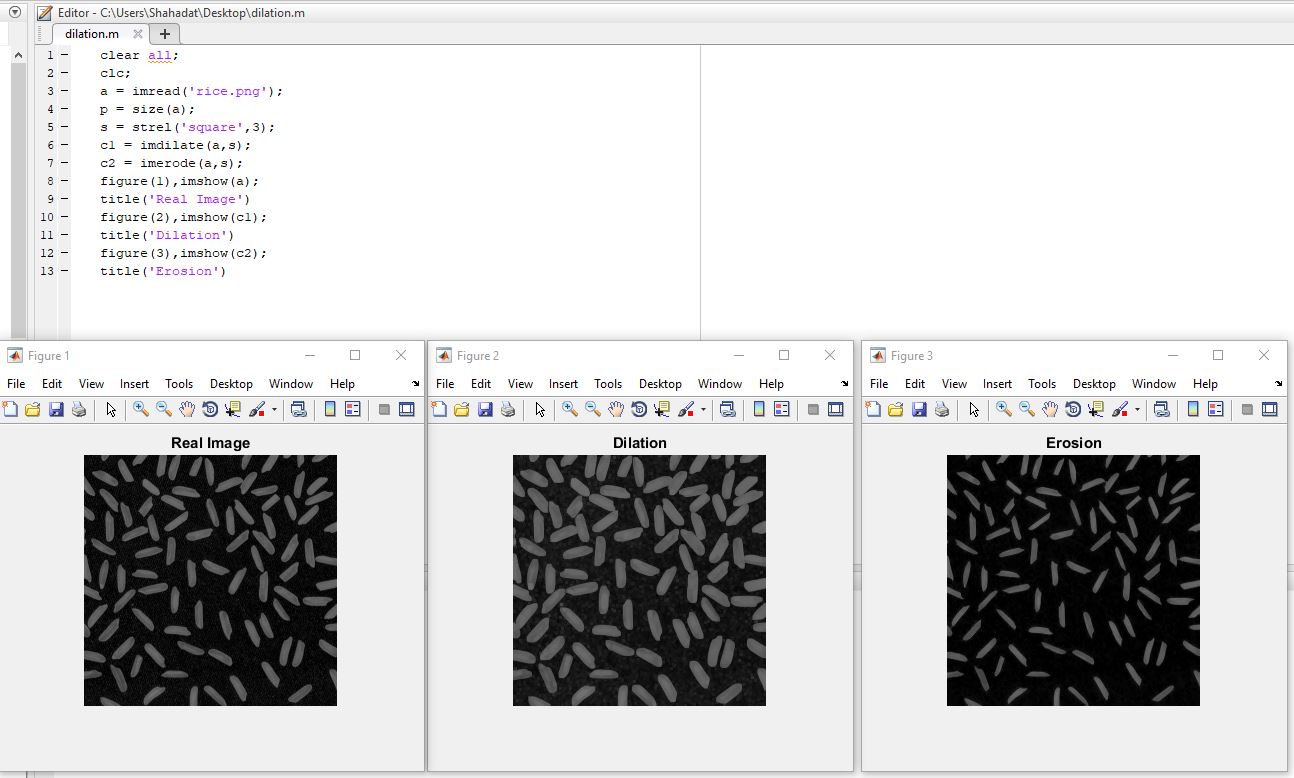 Editor - C:\Users\Shahadat\Desktop\dilation.m
dilation.m
1 - clear all;
2 - clc;
3 - a = imread('rice.png');
4 - p = size(a);
5 - s = strel('square',3);
6 - c1 = imdilate(a,s);
7 - c2 = imerode(a,s);
8 - figure(1),imshow(a);
9 - title('Real Image')
10 - figure(2),imshow(c1);
11 - title('Dilation')
12 - figure(3),imshow(c2);
13 - title('Erosion')
Figure 1
File Edit View Insert Tools Desktop Window Help
Real Image
Figure 2
File Edit View Insert Tools Desktop Window Help
Dilation
Figure 3
File Edit View Insert Tools Desktop Window Help
Erosion